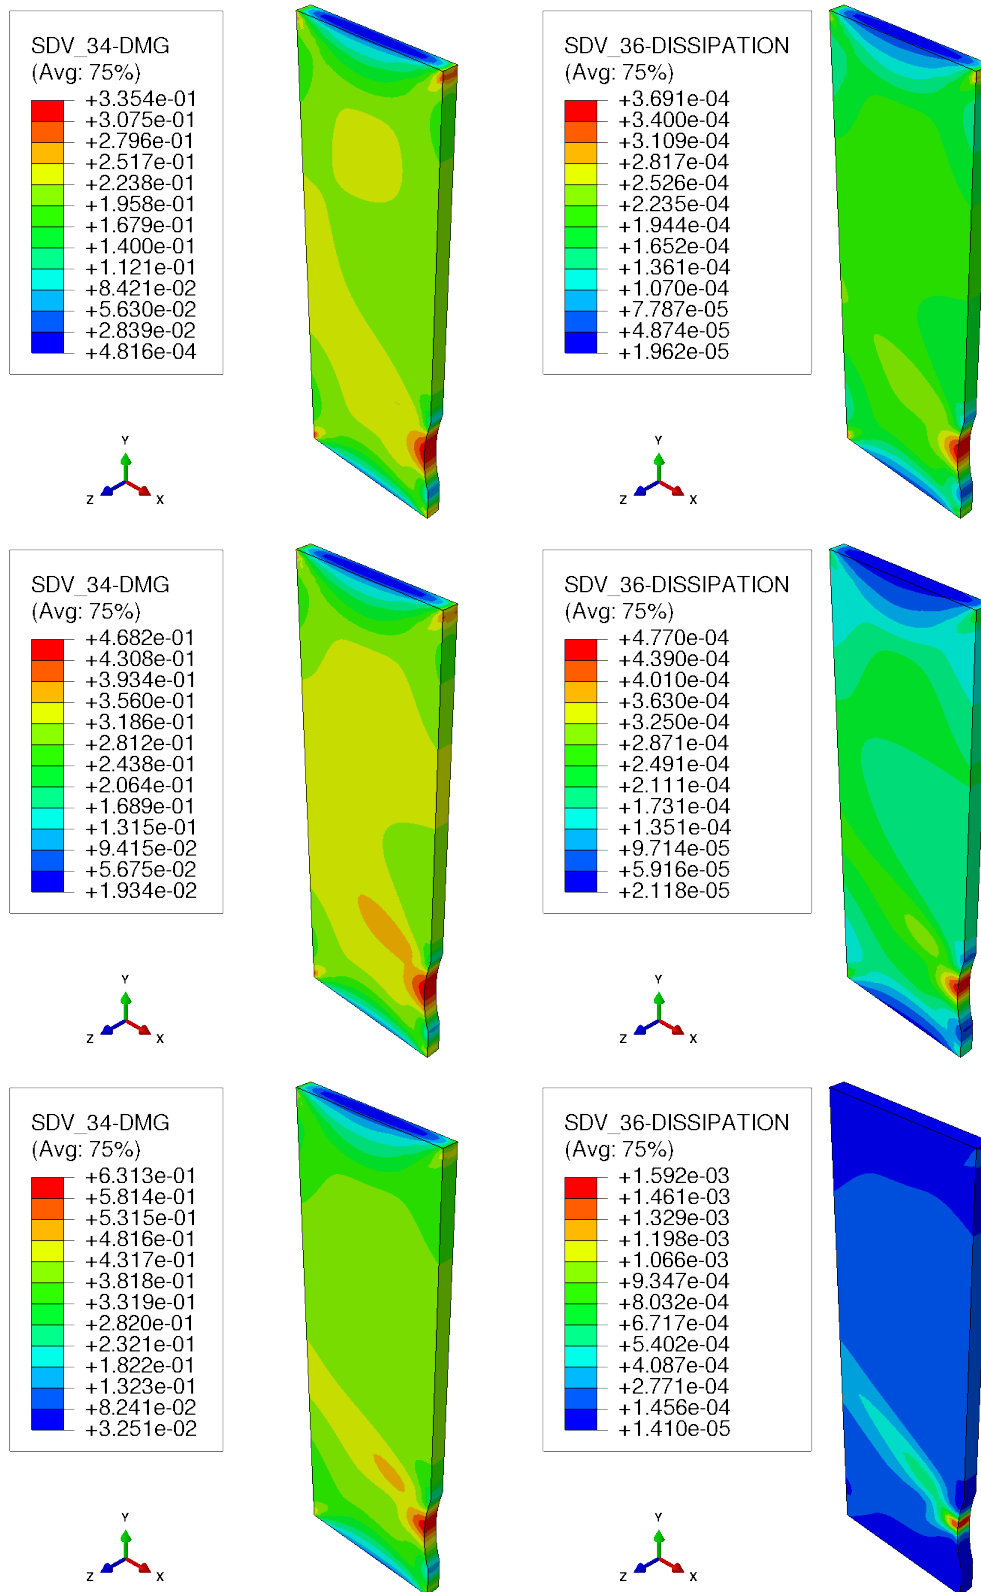 SDV_34-DMG
(Avg: 75%)
+3.354e-01
+3.075e-01
+2.796e-01
+2.517e-01
+2.238e-01
+1.958e-01
+1.679e-01
+1.400e-01
+1.121e-01
+8.421e-02
+5.630e-02
+2.839e-02
+4.816e-04
Y
Z
X
SDV_36-DISSIPATION
(Avg: 75%)
+3.691e-04
+3.400e-04
+3.109e-04
+2.817e-04
+2.526e-04
+2.235e-04
+1.944e-04
+1.652e-04
+1.361e-04
+1.070e-04
+7.787e-05
+4.874e-05
+1.962e-05
Y
Z
X
SDV_34-DMG
(Avg: 75%)
+4.682e-01
+4.308e-01
+3.934e-01
+3.560e-01
+3.186e-01
+2.812e-01
+2.438e-01
+2.064e-01
+1.689e-01
+1.315e-01
+9.415e-02
+5.675e-02
+1.934e-02
Y
Z
X
SDV_36-DISSIPATION
(Avg: 75%)
+4.770e-04
+4.390e-04
+4.010e-04
+3.630e-04
+3.250e-04
+2.871e-04
+2.491e-04
+2.111e-04
+1.731e-04
+1.351e-04
+9.714e-05
+5.916e-05
+2.118e-05
Y
Z
X
SDV_34-DMG
(Avg: 75%)
+6.313e-01
+5.814e-01
+5.315e-01
+4.816e-01
+4.317e-01
+3.818e-01
+3.319e-01
+2.820e-01
+2.321e-01
+1.822e-01
+1.323e-01
+8.241e-02
+3.251e-02
Y
Z
X
SDV_36-DISSIPATION
(Avg: 75%)
+1.592e-03
+1.461e-03
+1.329e-03
+1.198e-03
+1.066e-03
+9.347e-04
+8.032e-04
+6.717e-04
+5.402e-04
+4.087e-04
+2.771e-04
+1.456e-04
+1.410e-05
Y
Z
X